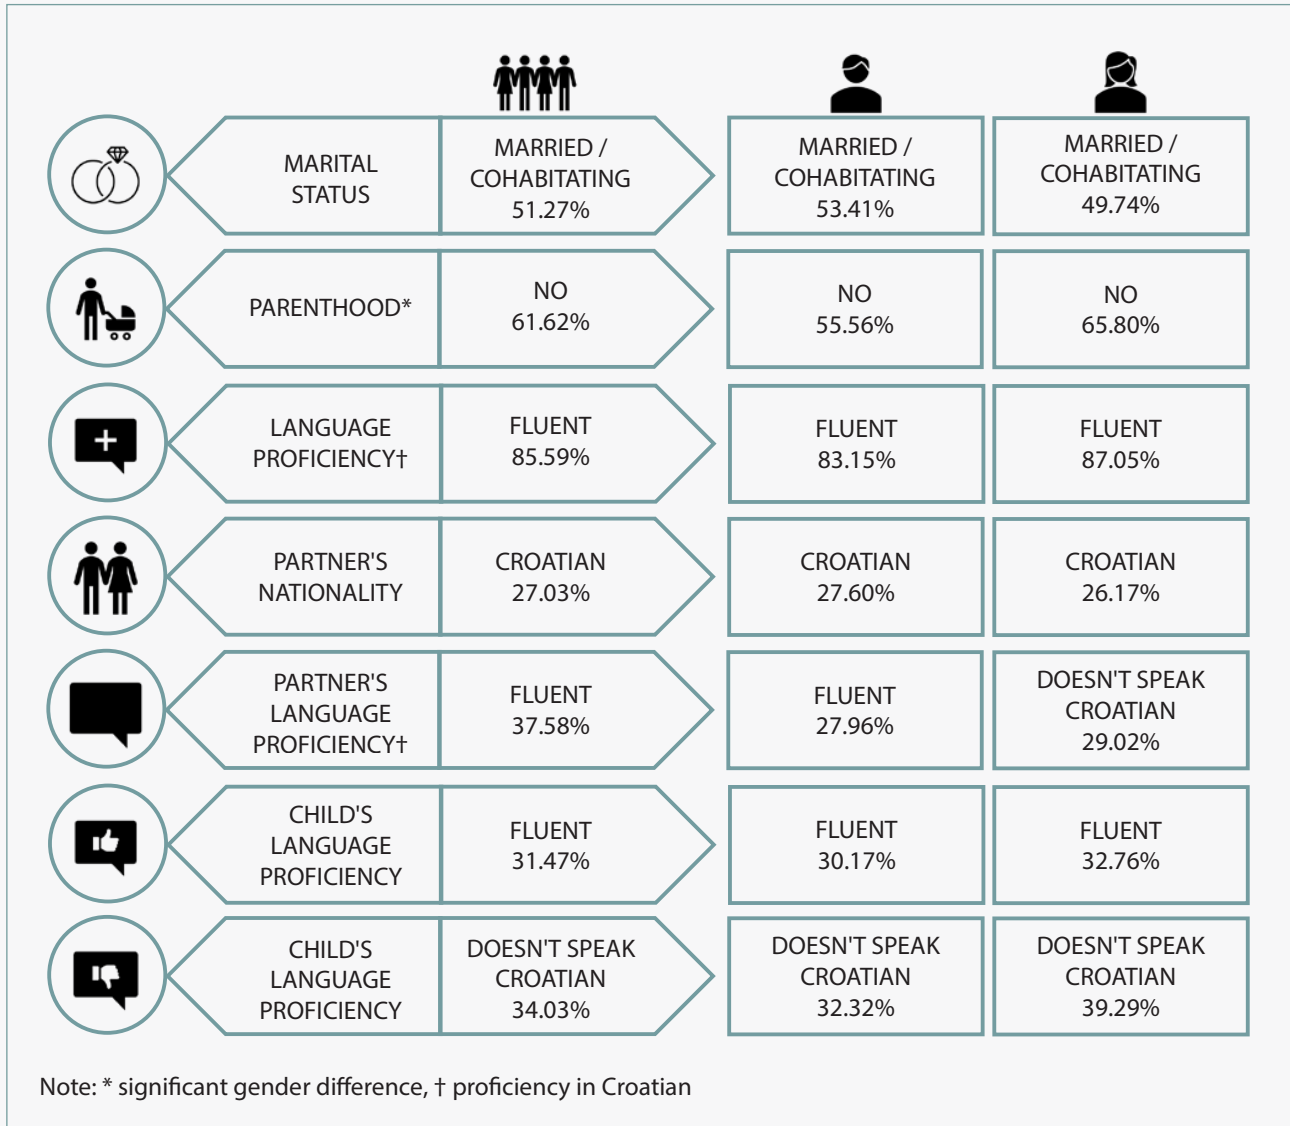 MARITAL
STATUS
MARRIED /
COHABITATING
51.27%
MARRIED /
COHABITATING
53.41%
MARRIED /
COHABITATING
49.74%
PARENTHOOD*
NO
61.62%
NO
55.56%
NO
65.80%
LANGUAGE
PROFICIENCY†
FLUENT
85.59%
FLUENT
83.15%
FLUENT
87.05%
PARTNER'S
NATIONALITY
CROATIAN
27.03%
CROATIAN
27.60%
CROATIAN
26.17%
PARTNER'S
LANGUAGE
PROFICIENCY†
FLUENT
37.58%
FLUENT
27.96%
DOESN'T SPEAK
CROATIAN
29.02%
CHILD'S
LANGUAGE
PROFICIENCY
FLUENT
31.47%
FLUENT
30.17%
FLUENT
32.76%
CHILD'S
LANGUAGE
PROFICIENCY
DOESN'T SPEAK
CROATIAN
34.03%
DOESN'T SPEAK
CROATIAN
32.32%
DOESN'T SPEAK
CROATIAN
39.29%
Note: * significant gender difference, † proficiency in Croatian